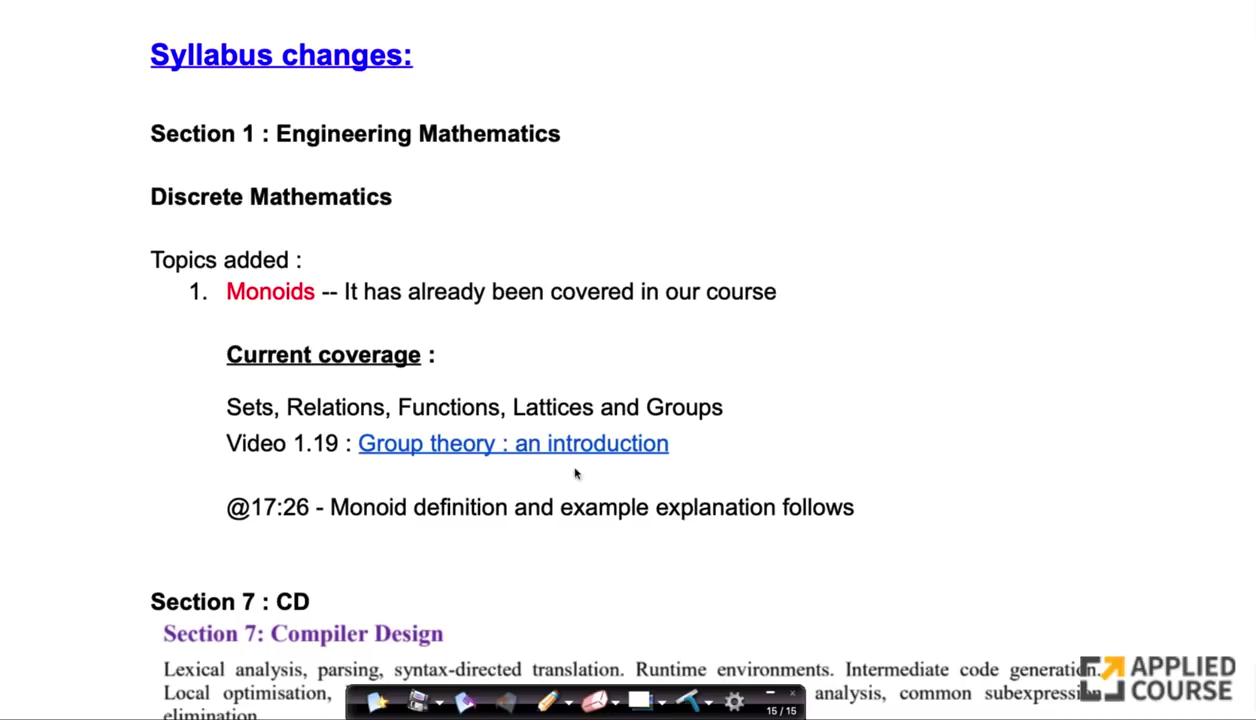 Syllabus changes:
Section 1 : Engineering Mathematics
Discrete Mathematics
Topics added :
1. Monoids -- It has already been covered in our course
Current coverage :
Sets, Relations, Functions, Lattices and Groups
Video 1.19 : Group theory : an introduction
@17:26 - Monoid definition and example explanation follows
Section 7 : CD
Section 7: Compiler Design
Lexical analysis, parsing, syntax-directed translation. Runtime environments. Intermediate code generation.
Local optimisation, analysis, common subexpression
elimination.
15 / 15
APPLIED
COURSE